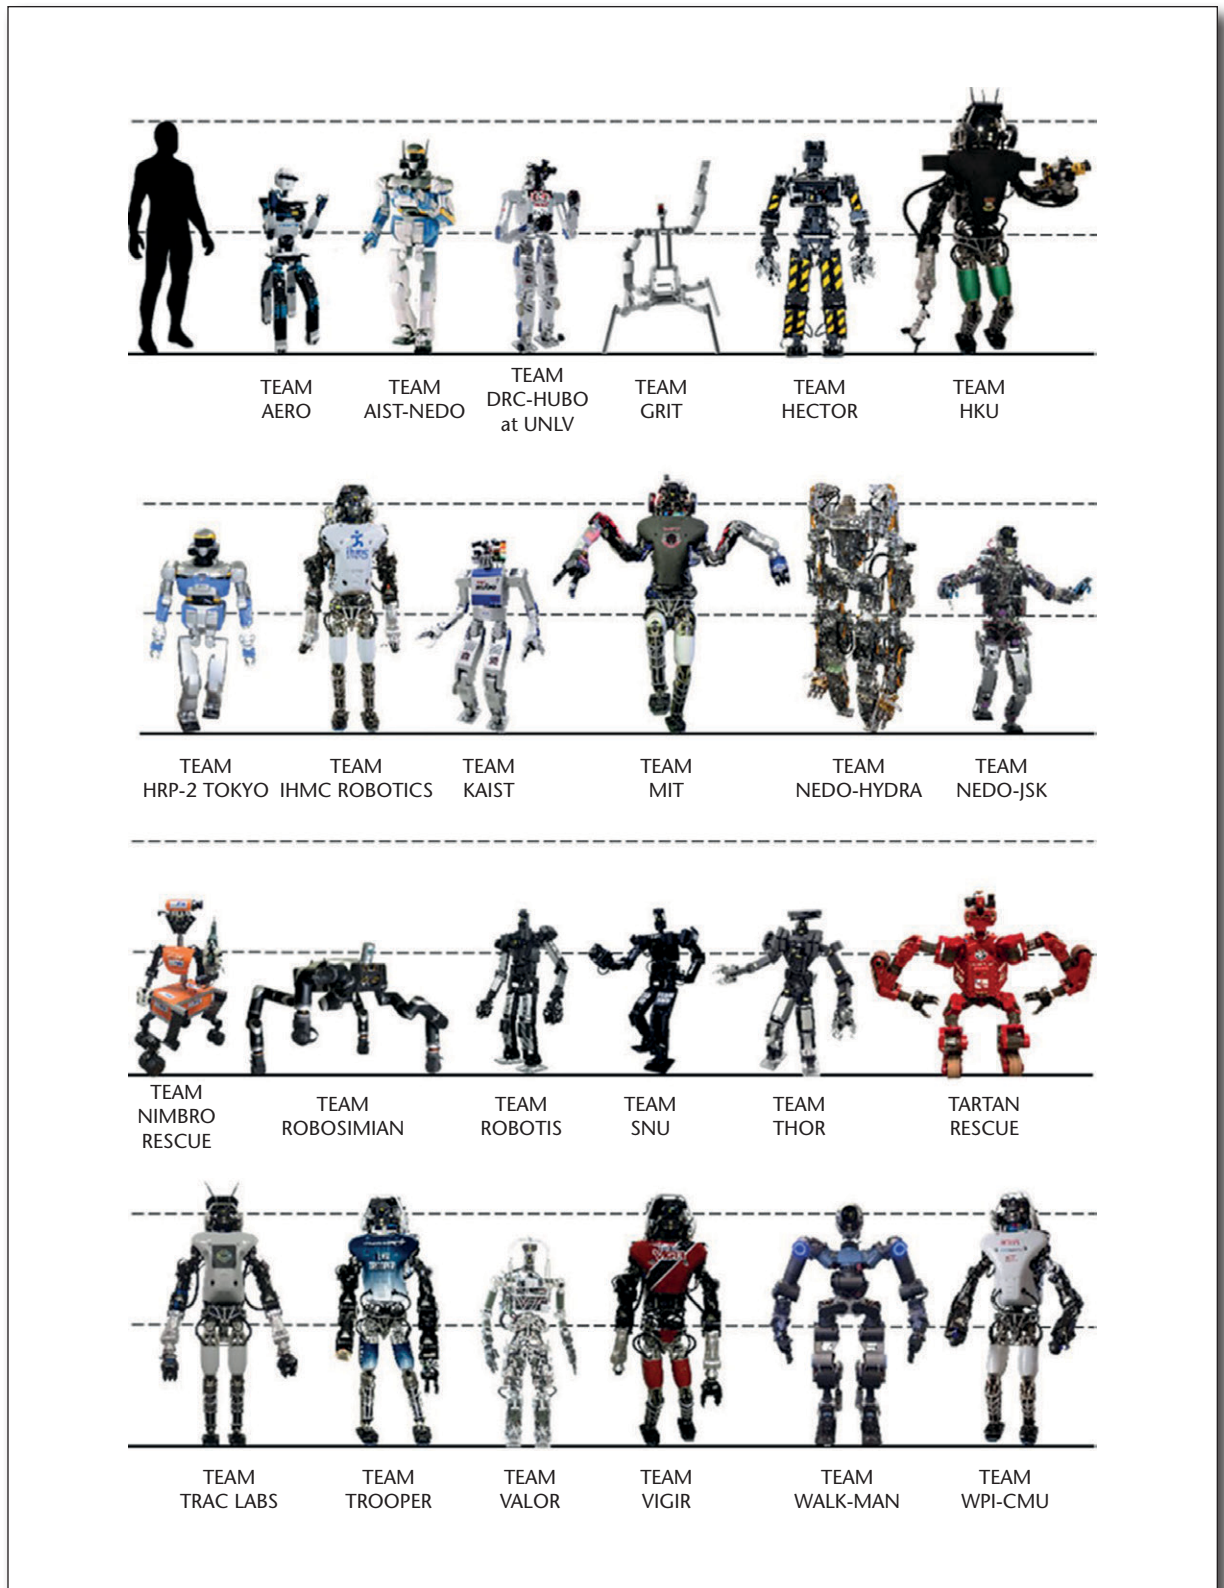 TEAM
AERO
TEAM
AIST-NEDO
TEAM
DRC-HUBO
at UNLV
TEAM
GRIT
TEAM
HECTOR
TEAM
HKU
ihmc
TEAM
HRP-2 TOKYO
TEAM
IHMC ROBOTICS
TEAM
KAIST
TEAM
MIT
TEAM
NEDO-HYDRA
TEAM
NEDO-JSK
TEAM
NIMBRO
RESCUE
TEAM
ROBOSIMIAN
TEAM
ROBOTIS
TEAM
SNU
TEAM
THOR
TARTAN
RESCUE
TROOPER
VIGIR
TEAM
TRAC LABS
TEAM
TROOPER
TEAM
VALOR
TEAM
VIGIR
TEAM
WALK-MAN
TEAM
WPI-CMU